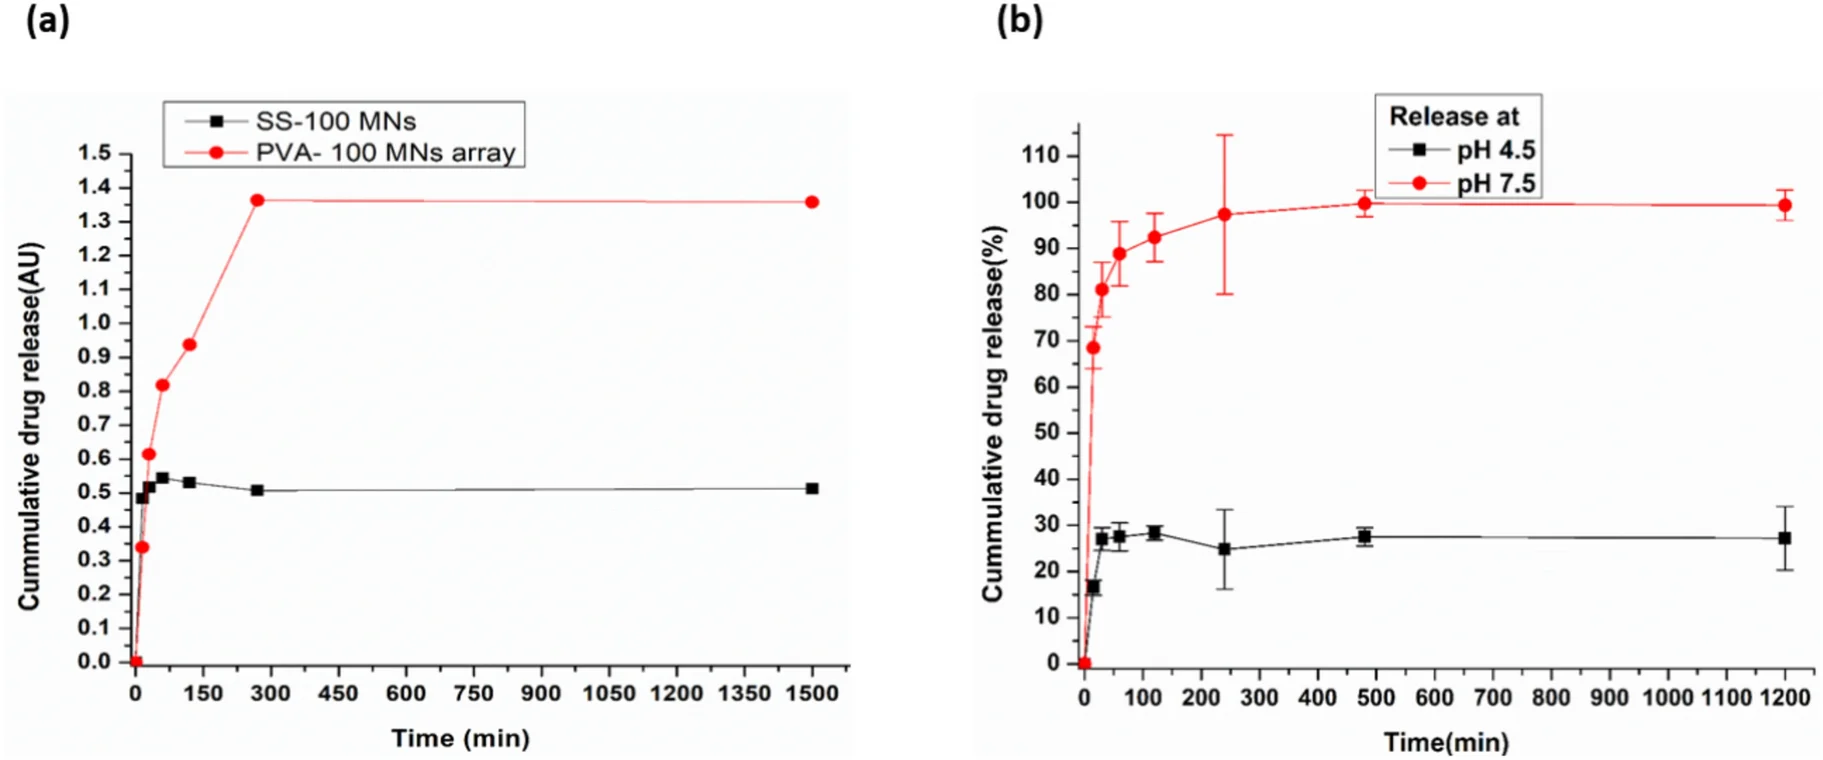 (a)
SS-100 MNs
PVA- 100 MNs array
Cummulative drug release(AU)
1.5
1.4
1.3
1.2
1.1
1.0
0.9
0.8
0.7
0.6
0.5
0.4
0.3
0.2
0.1
0.0
0 150 300 450 600 750 900 1050 1200 1350 1500
Time (min)
(b)
Release at
pH 4.5
pH 7.5
Cummulative drug release(%)
110
100
90
80
70
60
50
40
30
20
10
0
0 100 200 300 400 500 600 700 800 900 1000 1100 1200
Time(min)